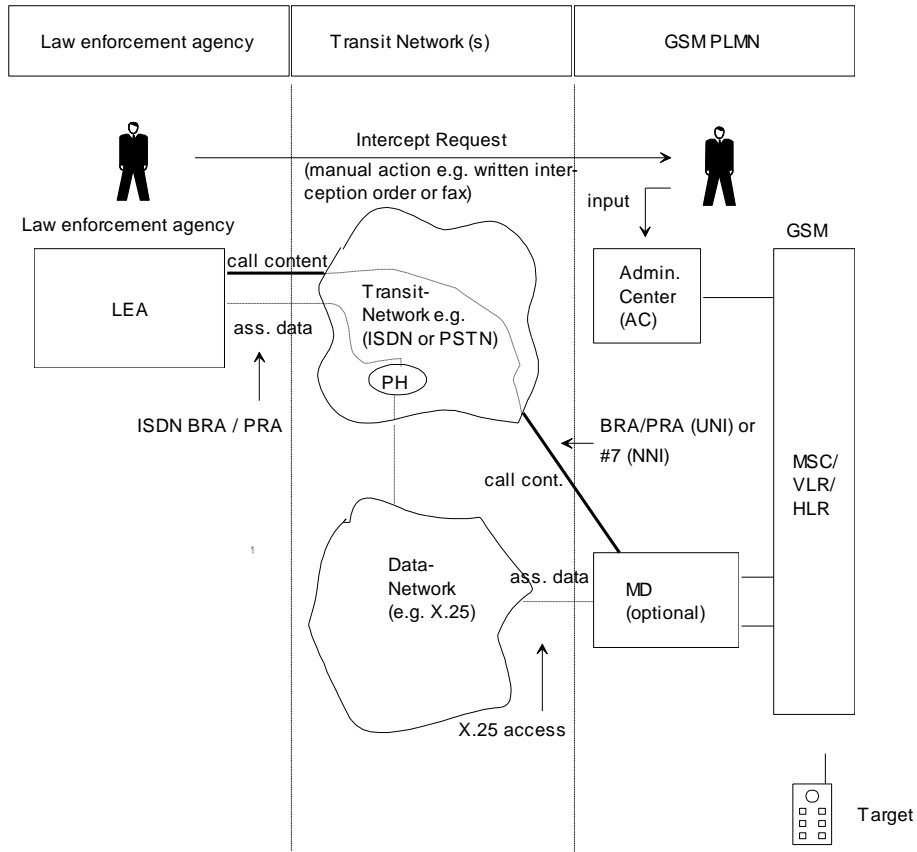 Law enforcement agency
Transit Network (s)
GSM PLMN
Intercept Request
(manual action e.g. written inter-
ception order or fax)
input
Law enforcement agency
GSM
call content
LEA
ass. data
Transit-
Network e.g.
(ISDN or PSTN)
PH
Admin.
Center
(AC)
ISDN BRA / PRA
BRA/PRA (UNI) or
#7 (NNI)
call cont.
MSC/
VLR/
HLR
1
Data-
Network
(e.g. X.25)
ass. data
MD
(optional)
X.25 access
Target